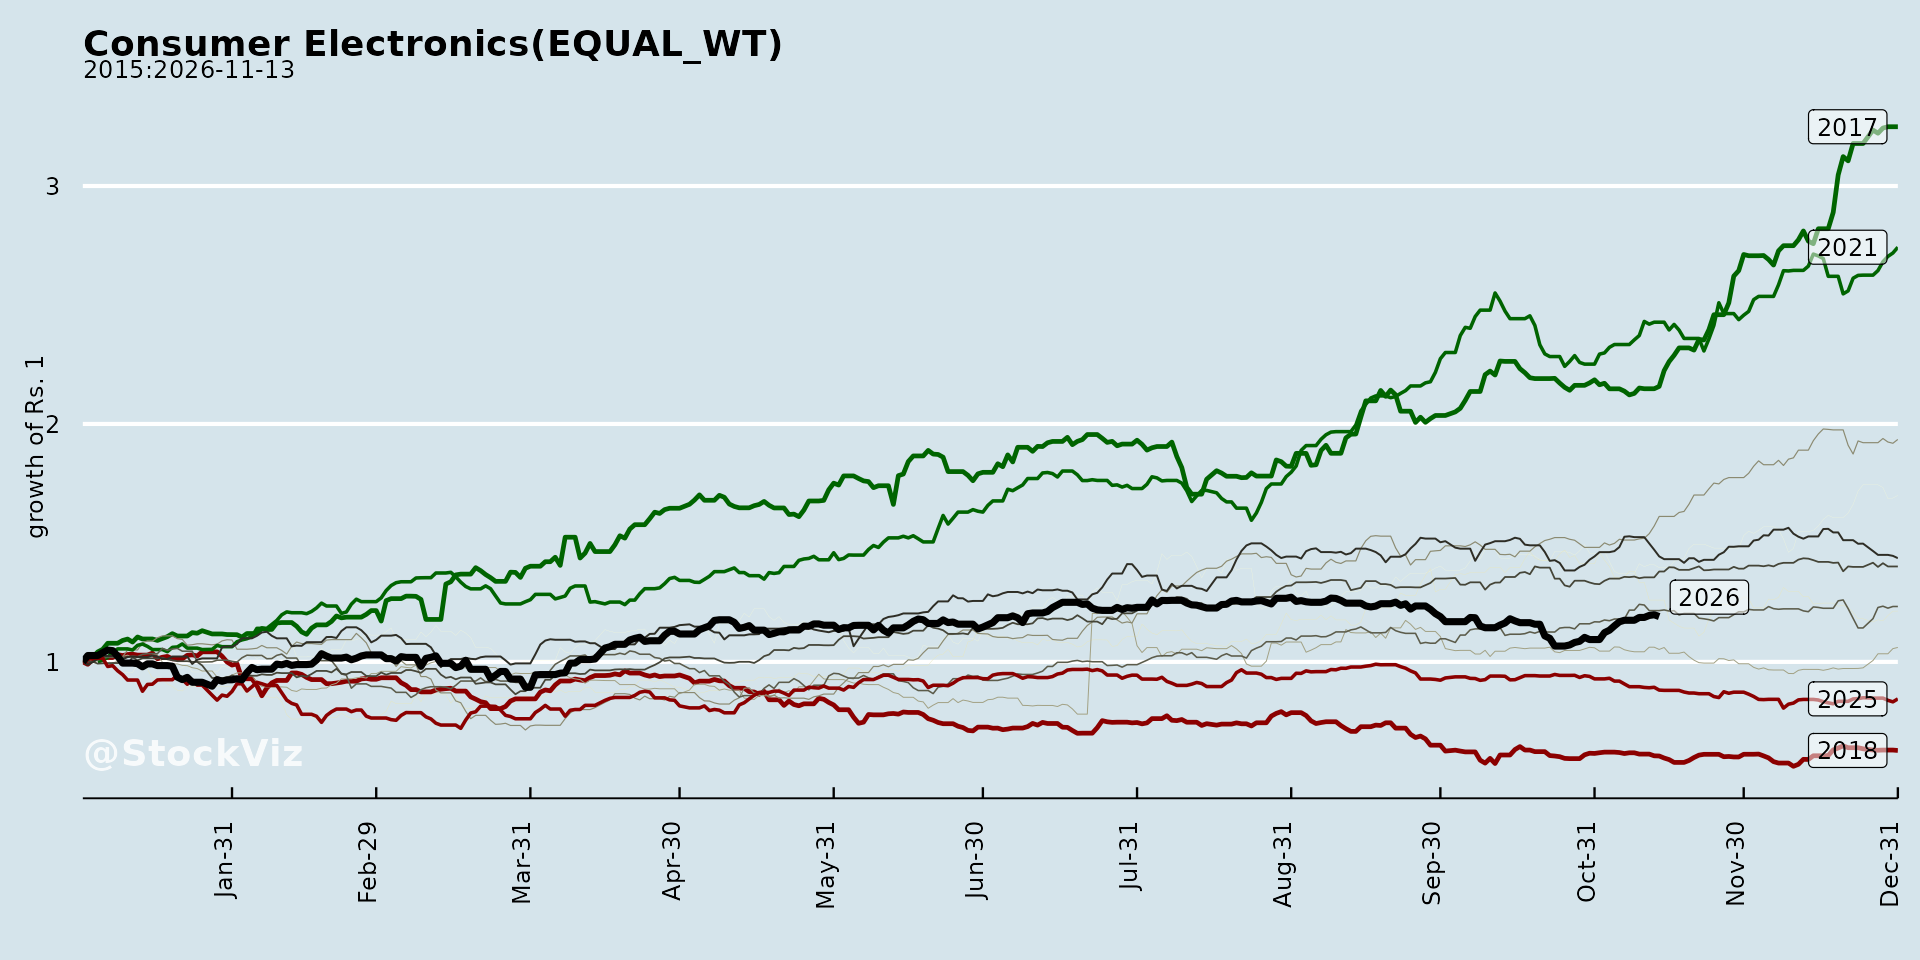 Consumer Electronics(EQUAL_WT)
2015:2026-11-13
growth of Rs. 1
3
2
1
2017
2021
2026
2025
2018
@StockViz
Jan-31
Feb-29
Mar-31
Apr-30
May-31
Jun-30
Jul-31
Aug-31
Sep-30
Oct-31
Nov-30
Dec-31